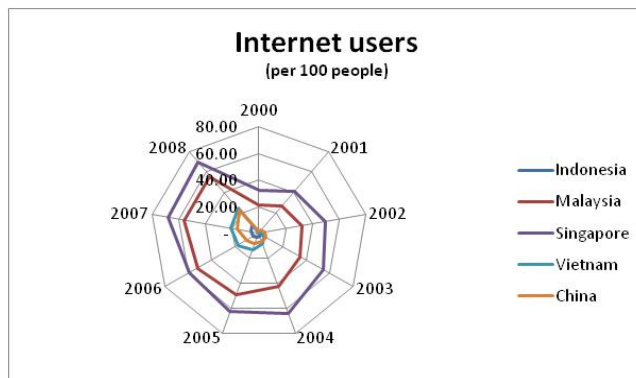 Internet users
(per 100 people)
2000
80.00
2008
2001
60.00
40.00
20.00
2007
-
2002
2006
2003
2005
2004
Indonesia
Malaysia
Singapore
Vietnam
China